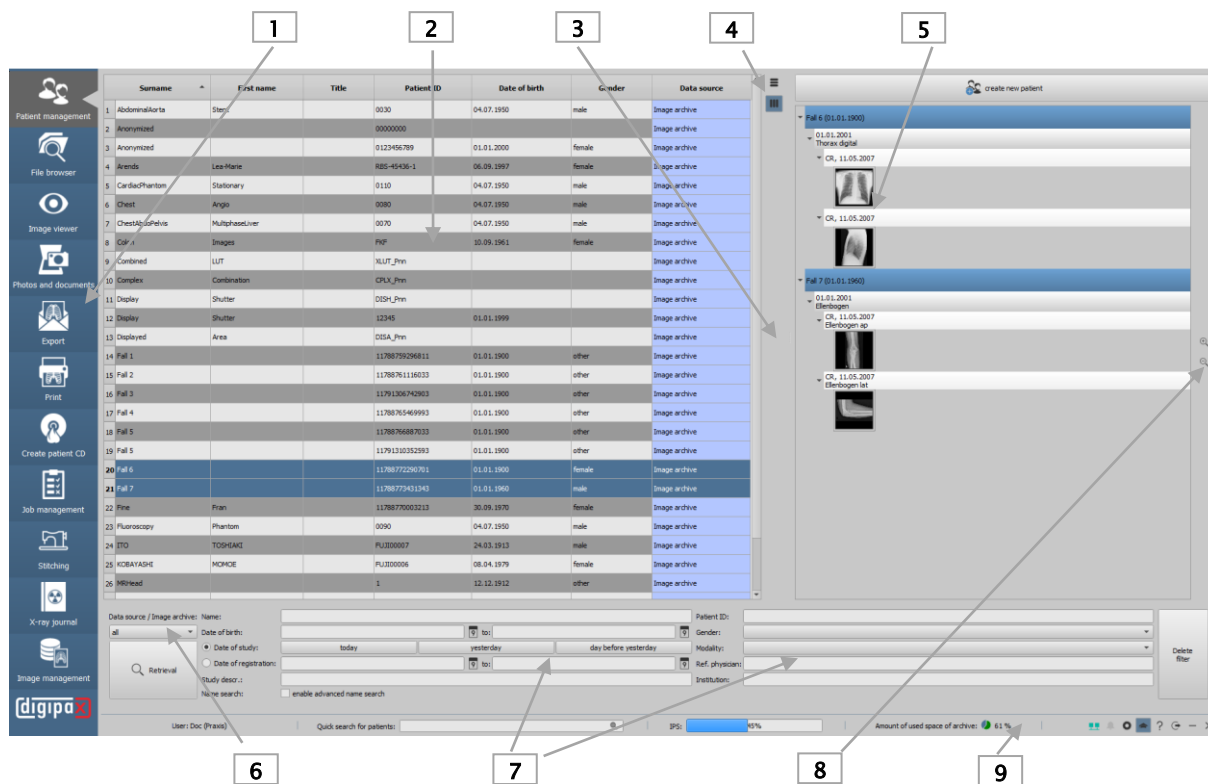 1 2 3 4 5
Patient management
File browser
Image viewer
Photos and documents
Export
Print
Create patient CD
Job management
Stitching
X-ray journal
Image management
digipax
Surname First name Title Patient ID Date of birth Gender Data source
1 AbdominalAorta 0030 04.07.1950 male Image archive
2 Anonymized 00000000 Image archive
3 Anonymized 0123456789 01.01.2000 female Image archive
4 Arends Lea-Marie RBS-45436-1 06.09.1997 female Image archive
5 CardiacPhantom Stationary 0110 04.07.1950 male Image archive
6 Chest Angio 0080 04.07.1950 male Image archive
7 ChestAbdoPelvis MultiphaseLiver 0070 04.07.1950 male Image archive
8 Colon Images FKF 10.09.1961 female Image archive
9 Combined LUT XLUT_Pnn Image archive
10 Complex Combination CPLX_Pnn Image archive
11 Display Shutter DISH_Pnn Image archive
12 Display Shutter 12345 01.01.1999 Image archive
13 Displayed Area DISA_Pnn Image archive
14 Fall 1 11788759296811 01.01.1900 other Image archive
15 Fall 2 11788761116033 01.01.1900 other Image archive
16 Fall 3 11791306742903 01.01.1900 other Image archive
17 Fall 4 11788765469993 01.01.1900 other Image archive
18 Fall 5 11788766887033 01.01.1900 other Image archive
19 Fall 5 11791310352593 01.01.1900 other Image archive
20 Fall 6 11788772290701 01.01.1900 female Image archive
21 Fall 7 11788773431343 01.01.1960 male Image archive
22 Fine Fran 11788770003213 30.09.1970 female Image archive
23 Fluoroscopy Phantom 0090 04.07.1950 male Image archive
24 ITO TOSHIAKI FUJI00007 24.03.1913 male Image archive
25 KOBAYASHI MOMOE FUJI00006 08.04.1979 female Image archive
26 MRHead 1 12.12.1912 other Image archive
create new patient
Fall 6 (01.01.1900)
01.01.2001
Thorax digital
CR, 11.05.2007
CR, 11.05.2007
Fall 7 (01.01.1960)
01.01.2001
Ellenbogen
CR, 11.05.2007
Ellenbogen ap
CR, 11.05.2007
Ellenbogen lat
Data source / Image archive: Name: Patient ID:
all Date of birth: to: Gender:
Date of study: today yesterday day before yesterday Modality:
Retrieval Date of registration: to: Ref. physician:
Study descr.: Institution:
Name search: enable advanced name search
Delete
filter
User: Doc (Praxis) Quick search for patients: IPS: 45% Amount of used space of archive: 61 %
6 7 8 9